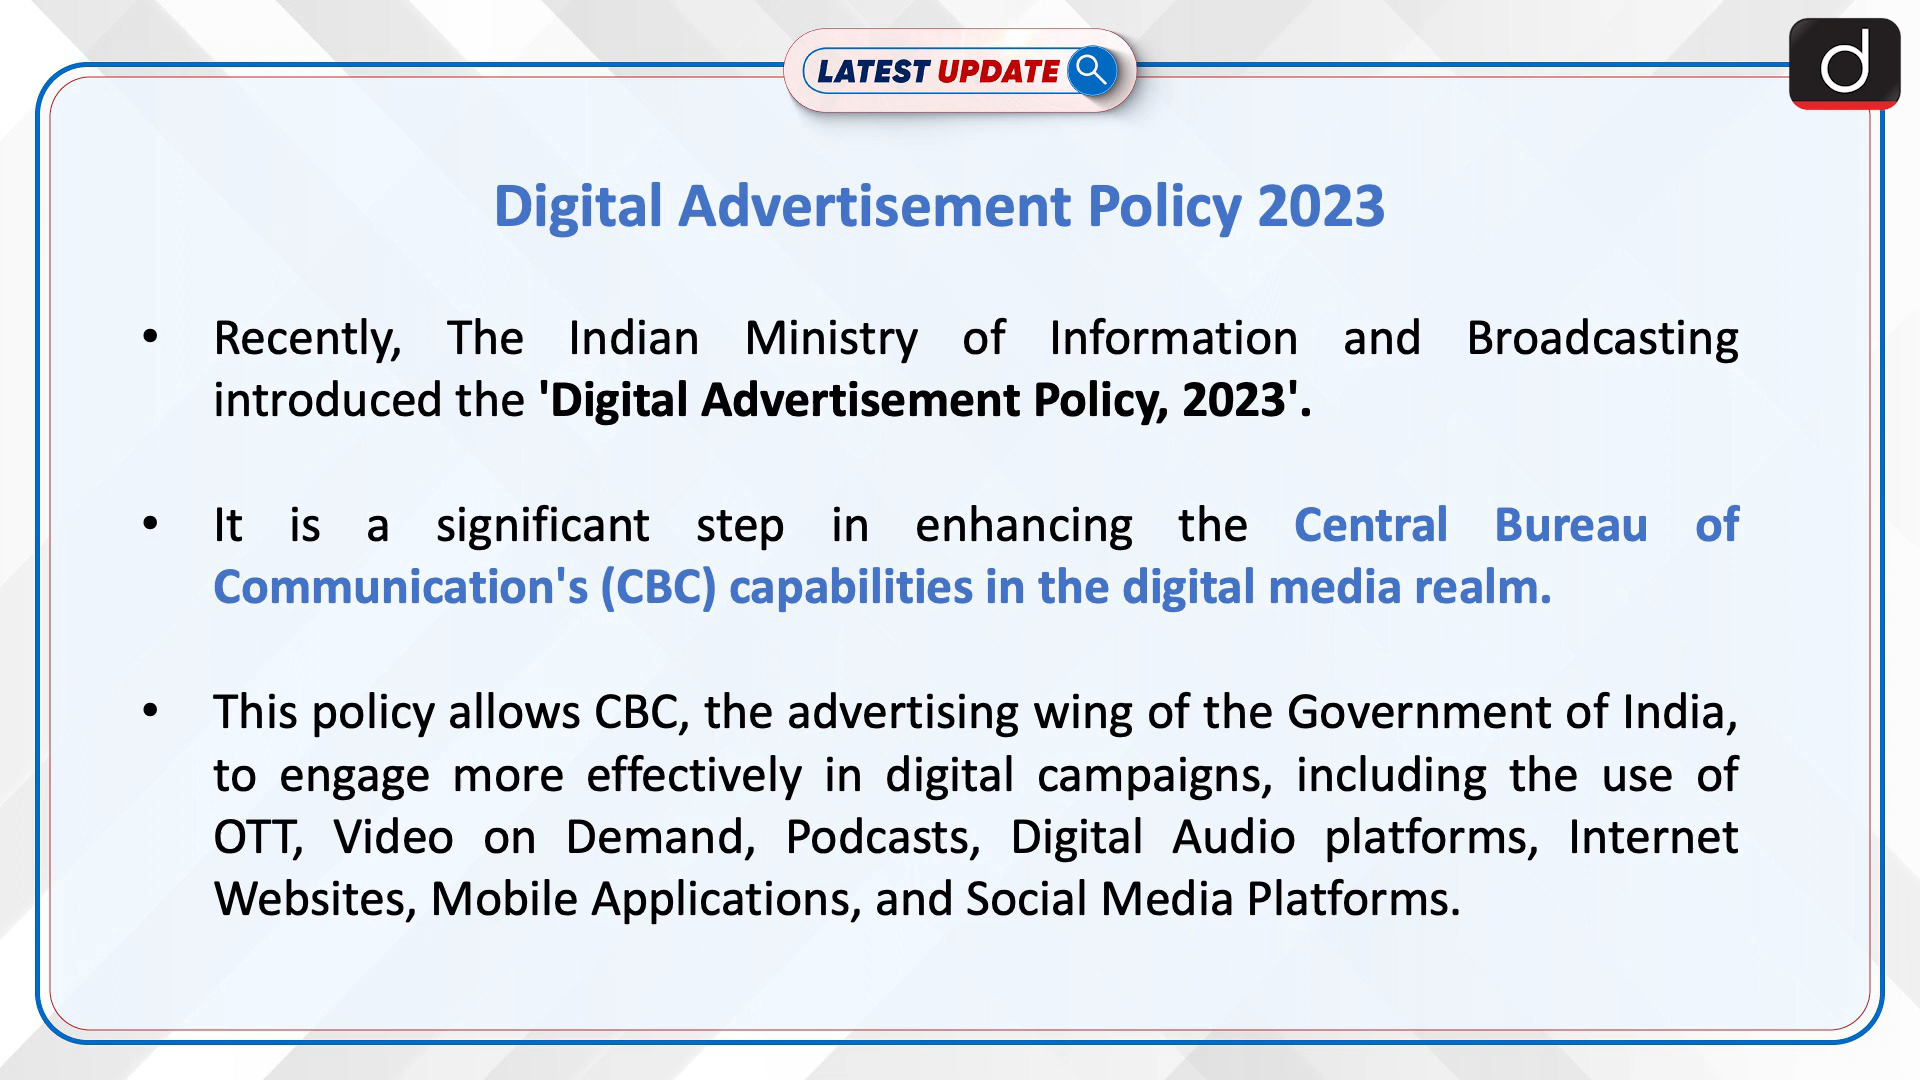 LATEST UPDATE
d
Digital Advertisement Policy 2023
• Recently, The Indian Ministry of Information and Broadcasting
introduced the 'Digital Advertisement Policy, 2023'.
• It is a significant step in enhancing the Central Bureau of
Communication's (CBC) capabilities in the digital media realm.
• This policy allows CBC, the advertising wing of the Government of India,
to engage more effectively in digital campaigns, including the use of
OTT, Video on Demand, Podcasts, Digital Audio platforms, Internet
Websites, Mobile Applications, and Social Media Platforms.